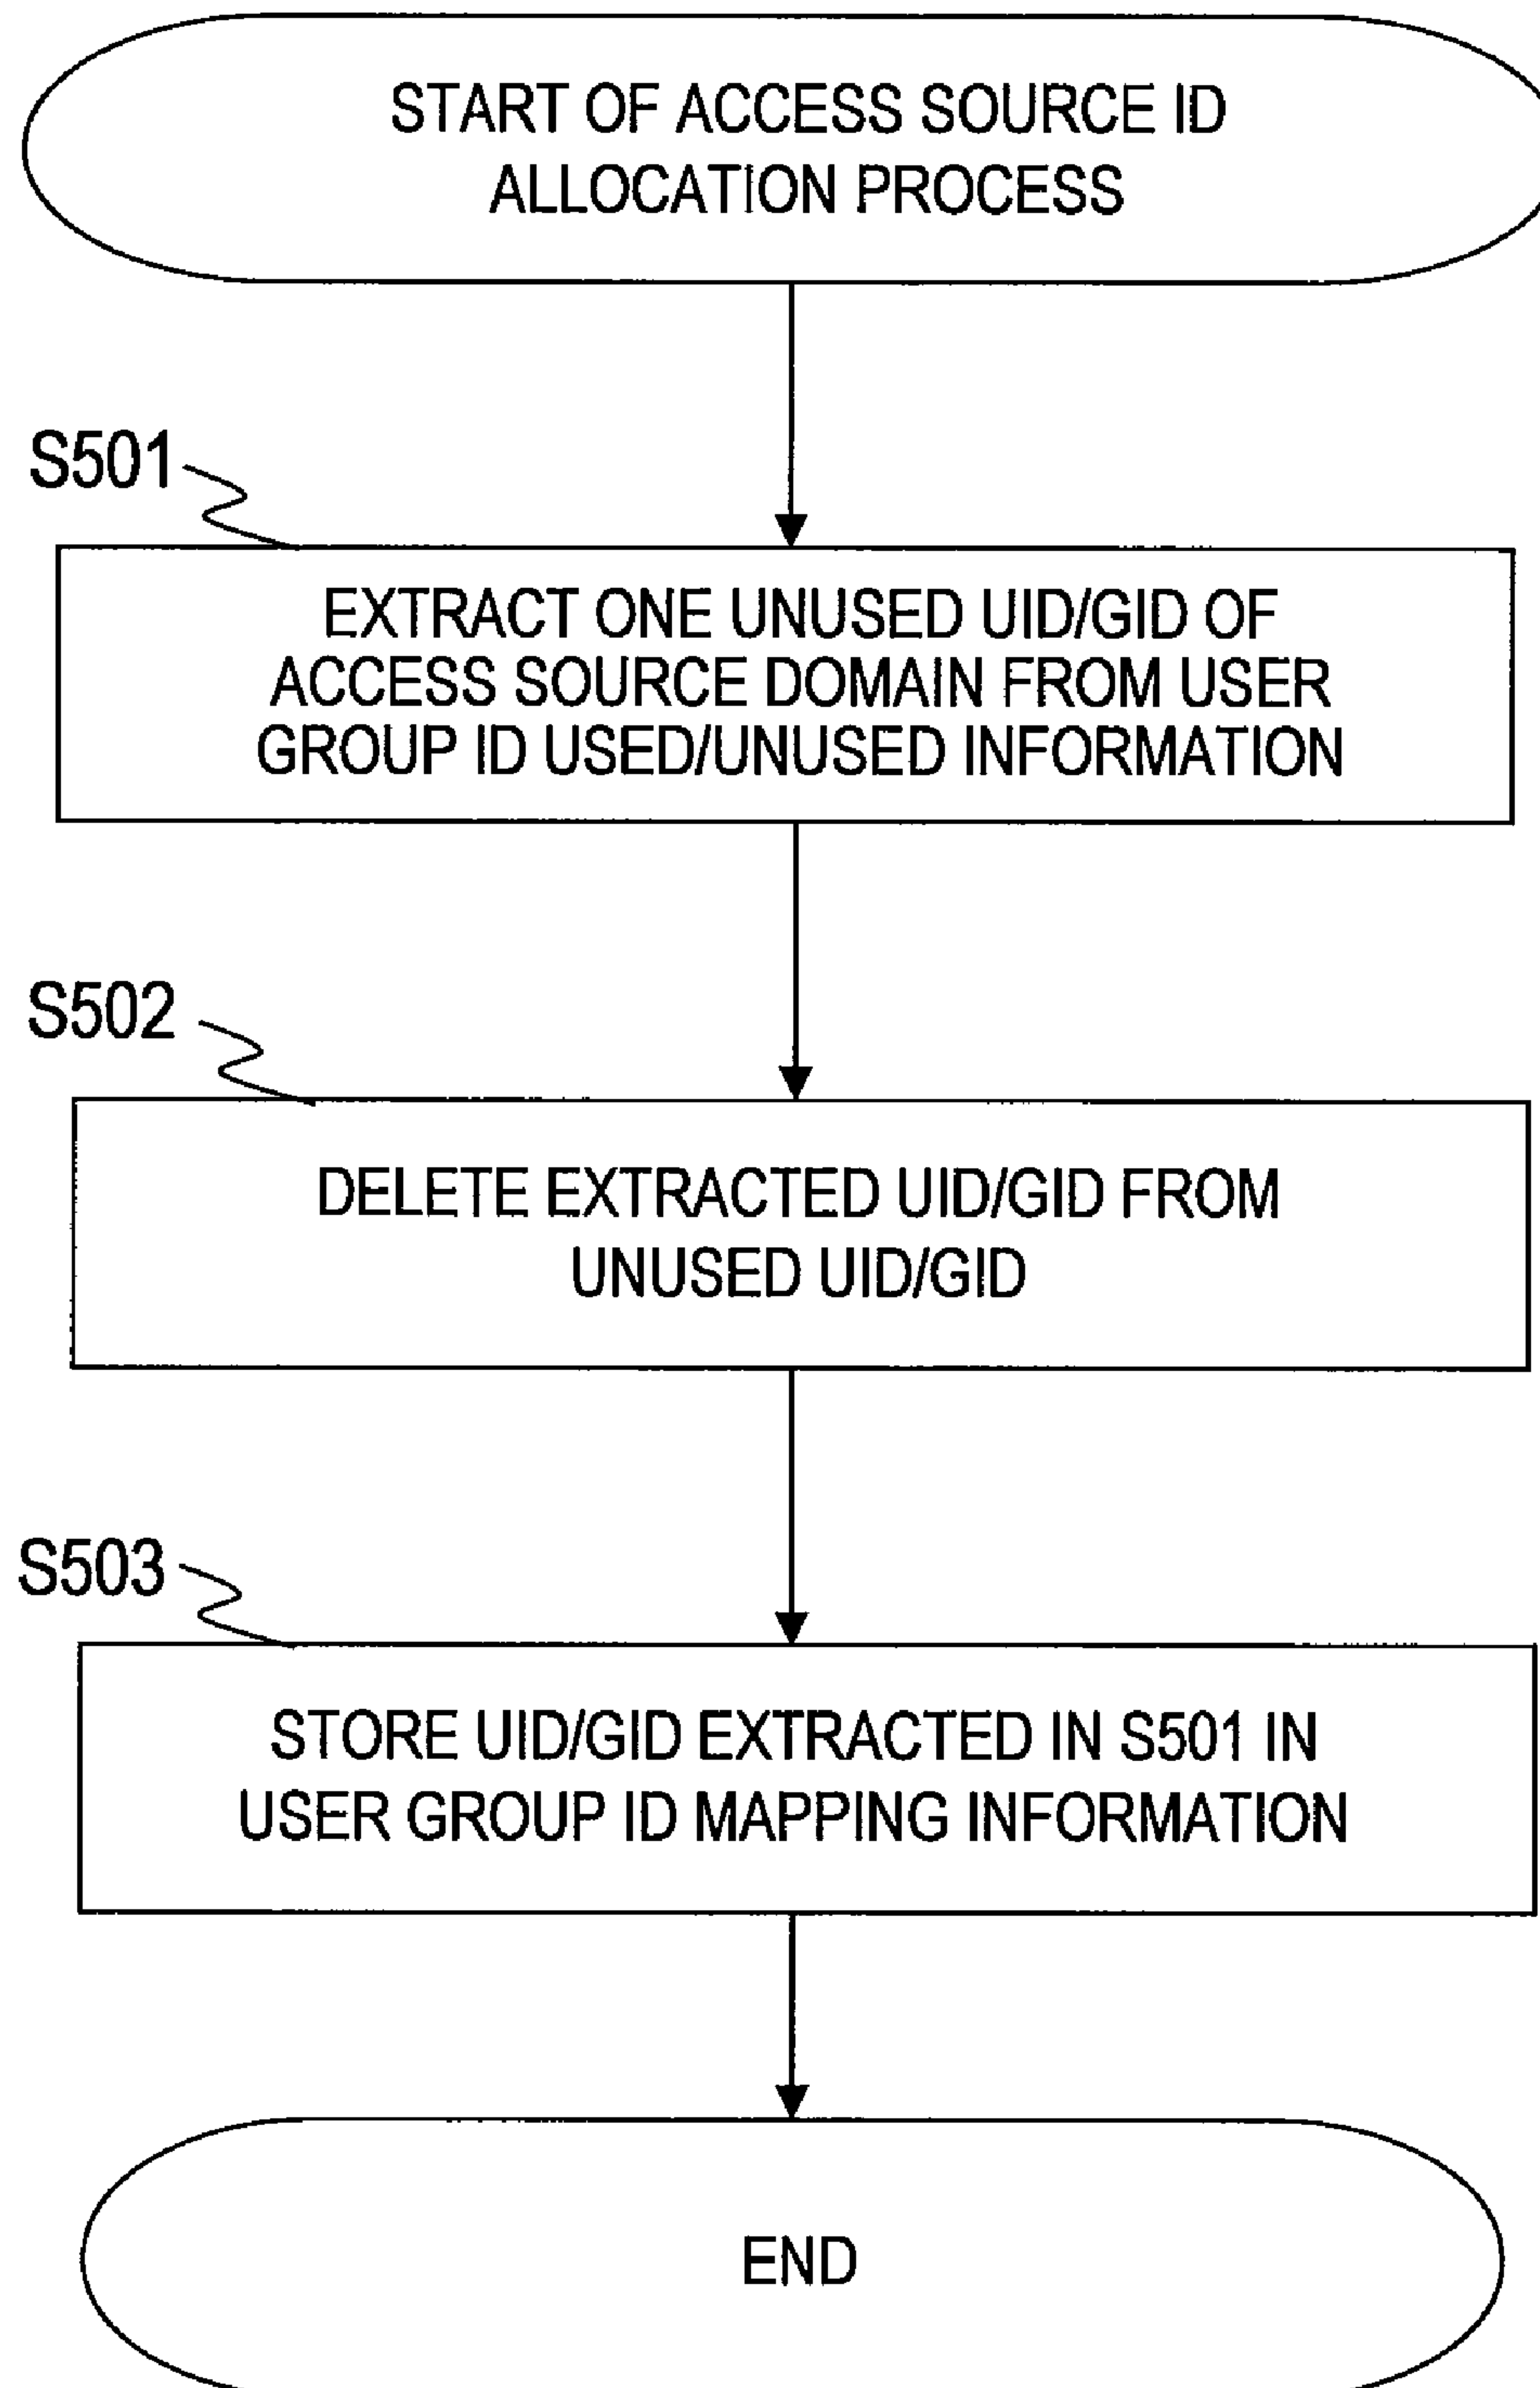 START OF ACCESS SOURCE ID
ALLOCATION PROCESS
S501
EXTRACT ONE UNUSED UID/GID OF
ACCESS SOURCE DOMAIN FROM USER
GROUP ID USED/UNUSED INFORMATION
S502
DELETE EXTRACTED UID/GID FROM
UNUSED UID/GID
S503
STORE UID/GID EXTRACTED IN S501 IN
USER GROUP ID MAPPING INFORMATION
END